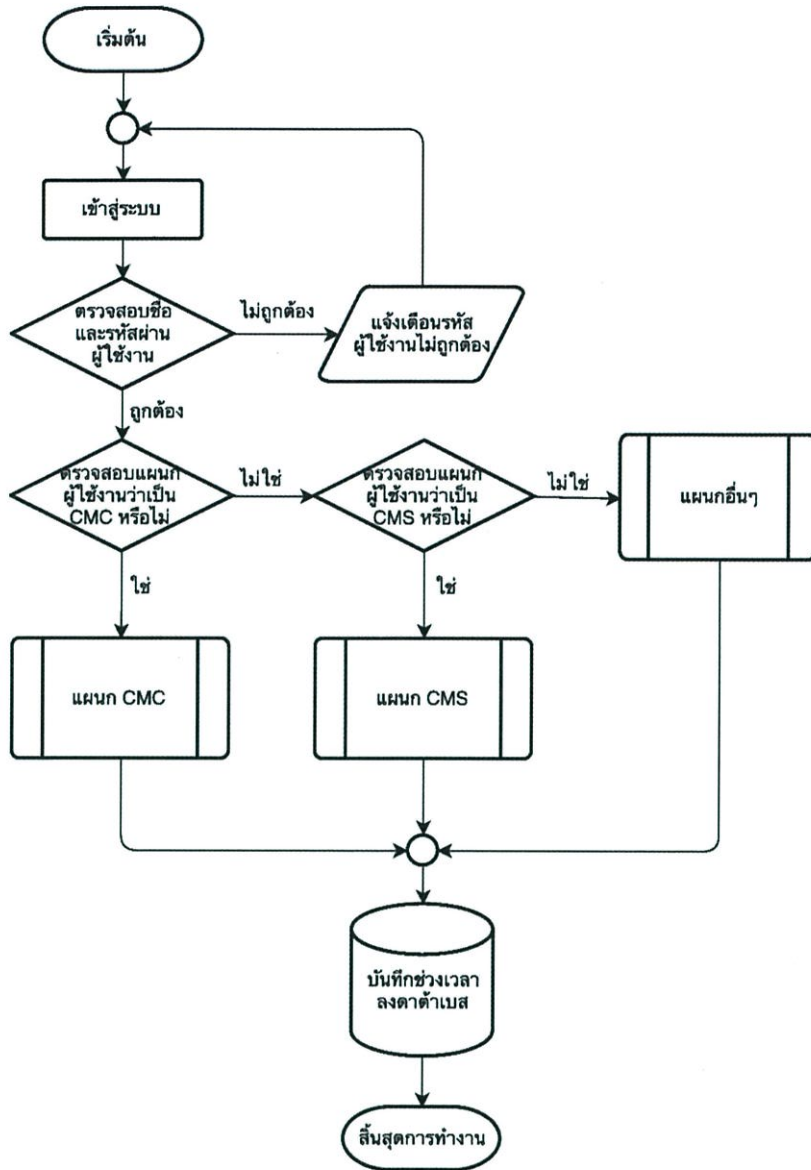 เริ่มต้น
เข้าสู่ระบบ
ตรวจสอบชื่อ
และรหัสผ่าน
ผู้ใช้งาน
ไม่ถูกต้อง
แจ้งเตือนรหัส
ผู้ใช้งานไม่ถูกต้อง
ถูกต้อง
ตรวจสอบแผนก
ผู้ใช้งานว่าเป็น
CMC หรือไม่
ไม่ใช่
ตรวจสอบแผนก
ผู้ใช้งานว่าเป็น
CMS หรือไม่
ไม่ใช่
แผนกอื่นๆ
ใช่
ใช่
แผนก CMC
แผนก CMS
บันทึกช่วงเวลา
ลงดาต้าเบส
สิ้นสุดการทำงาน